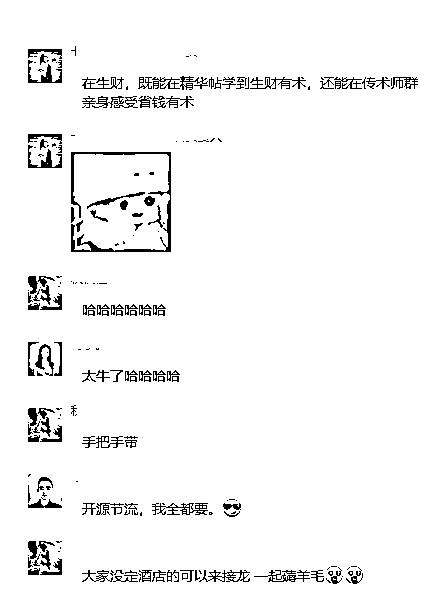 在生财，既能在精华帖学到生财有术，还能在传术师群
亲身感受省钱有术
哈哈哈哈哈哈
太牛了哈哈哈哈
手把手带
开源节流，我全都要。😎
大家没定酒店的可以来接龙 一起薅羊毛